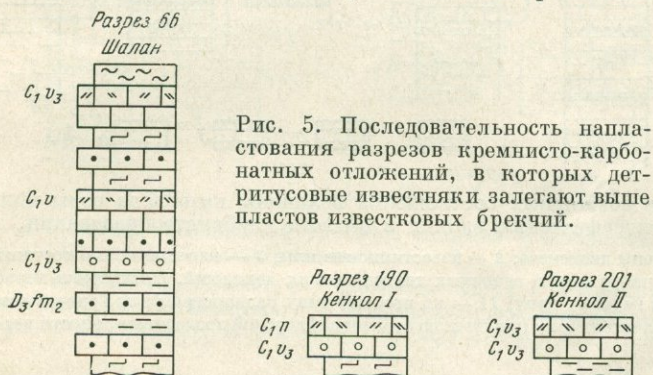 Разрез 66
Шалан
C₁v₃
C₁v
C₁v₃
D₃fm₂
Рис. 5. Последовательность напла-
стования разрезов кремнисто-карбо-
натных отложений, в которых дет-
ритусовые известняки залегают выше
пластов известковых брекчий.
Разрез 190
Кенкол I
C₁n
C₁v₃
Разрез 201
Кенкол II
C₁v₃
C₁v₃